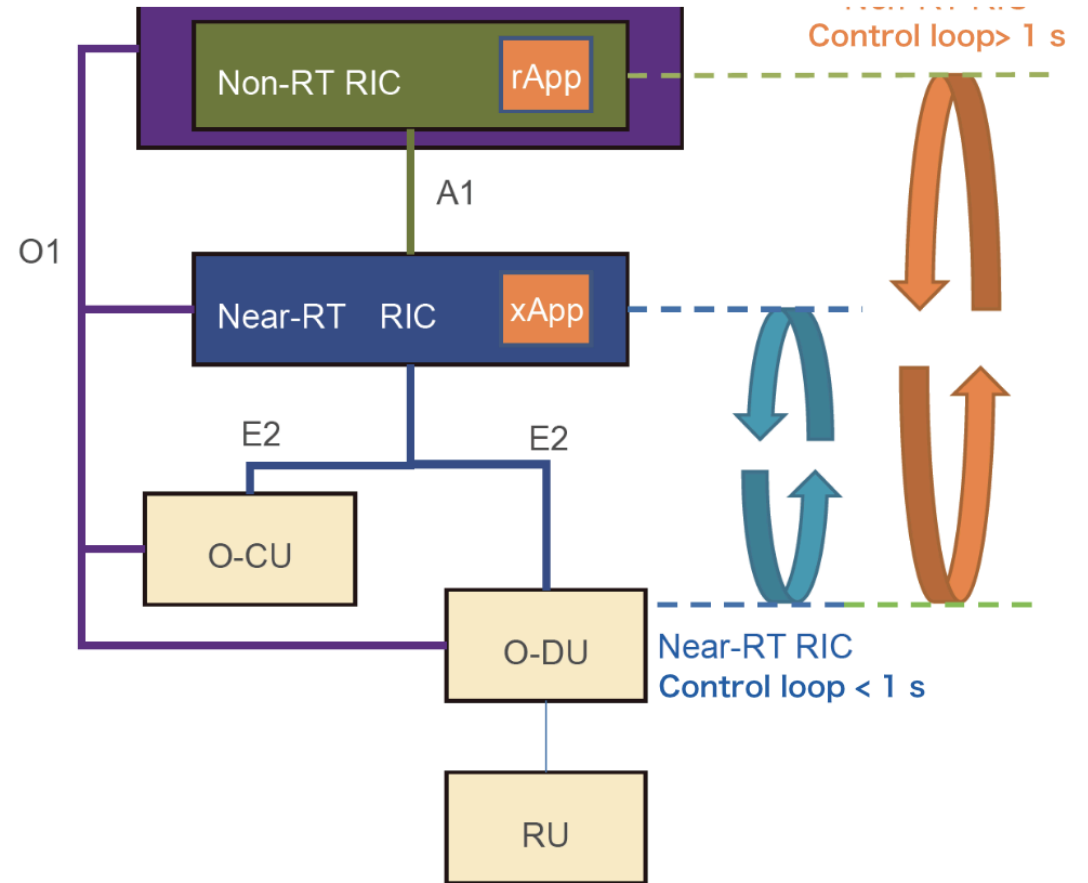 Control loop> 1 s
Non-RT RIC
rApp
A1
O1
Near-RT RIC
xApp
E2
E2
O-CU
O-DU
Near-RT RIC
Control loop < 1 s
RU